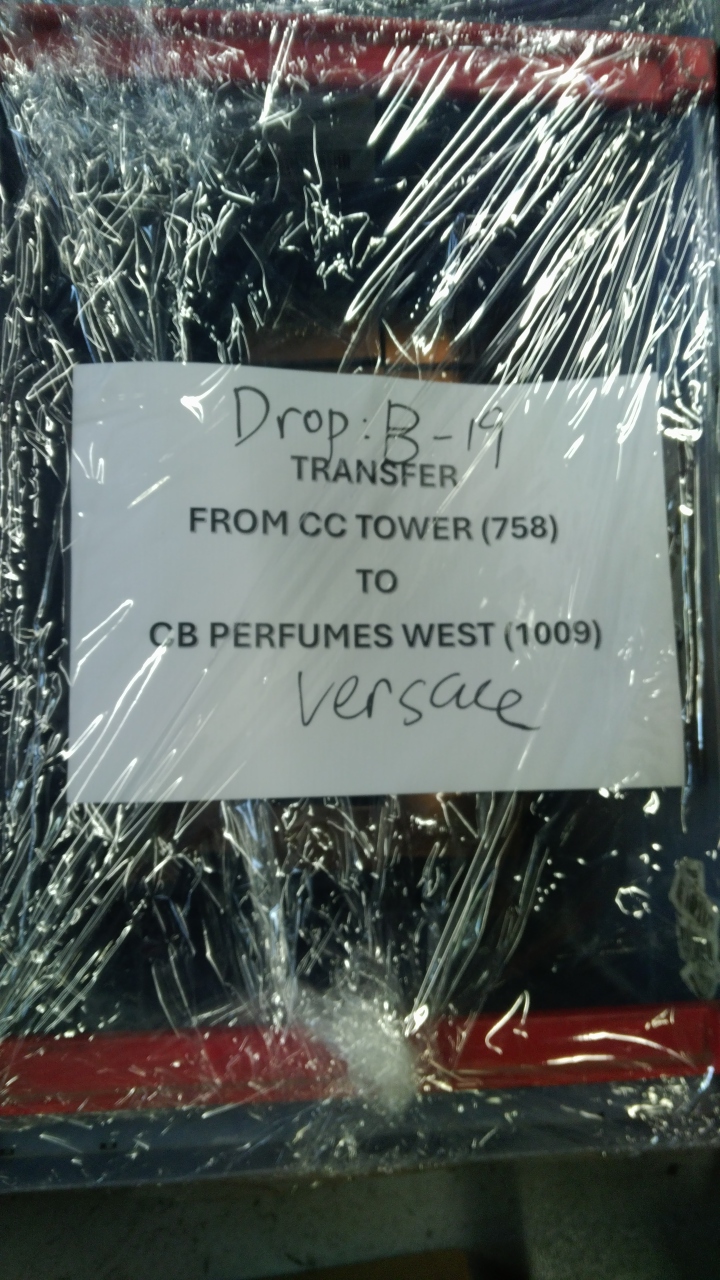 Drop: B-19
TRANSFER
FROM CC TOWER (758)
TO
CB PERFUMES WEST (1009)
versace